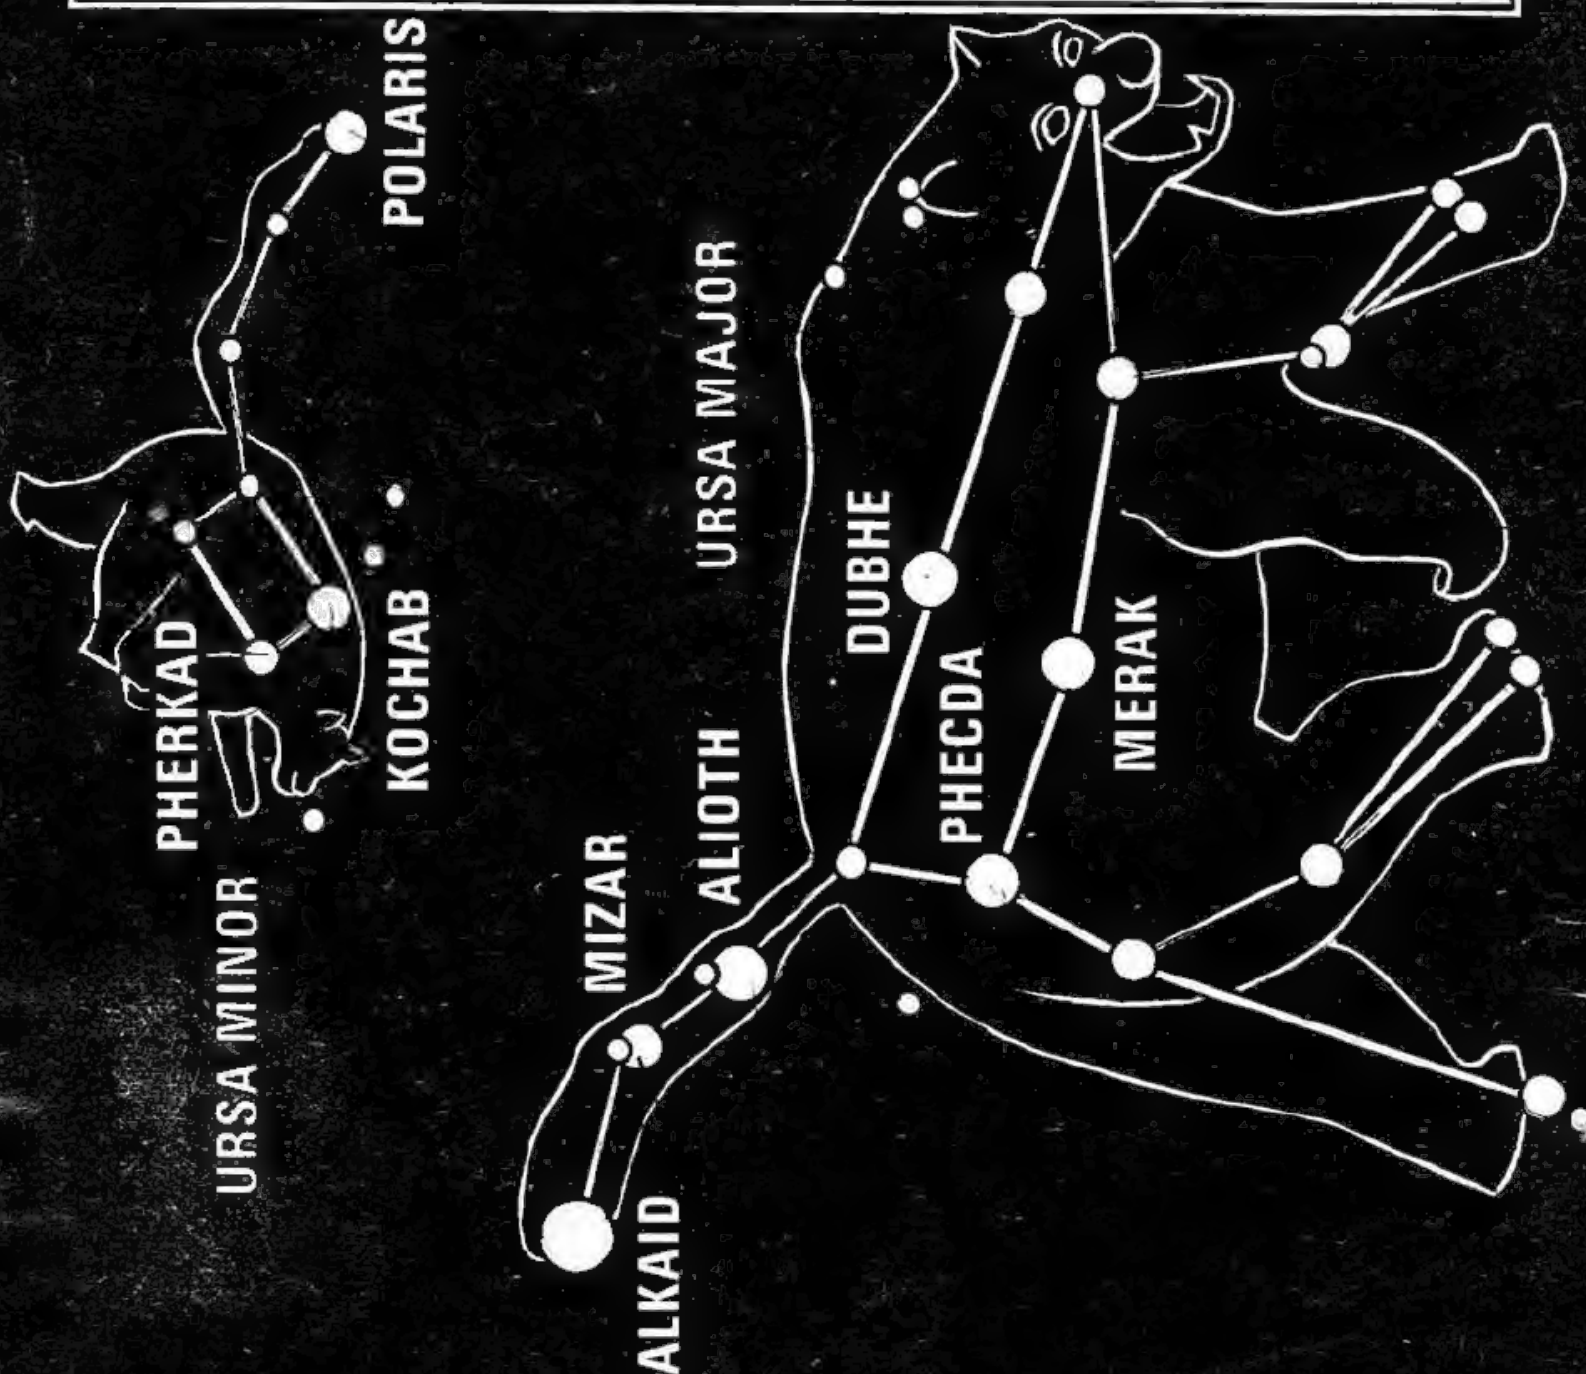 POLARIS
KOCHAB
PHERKAD
URSA MINOR
URSA MAJOR
DUBHE
MERAK
PHECDA
ALIOTH
MIZAR
ALKAID